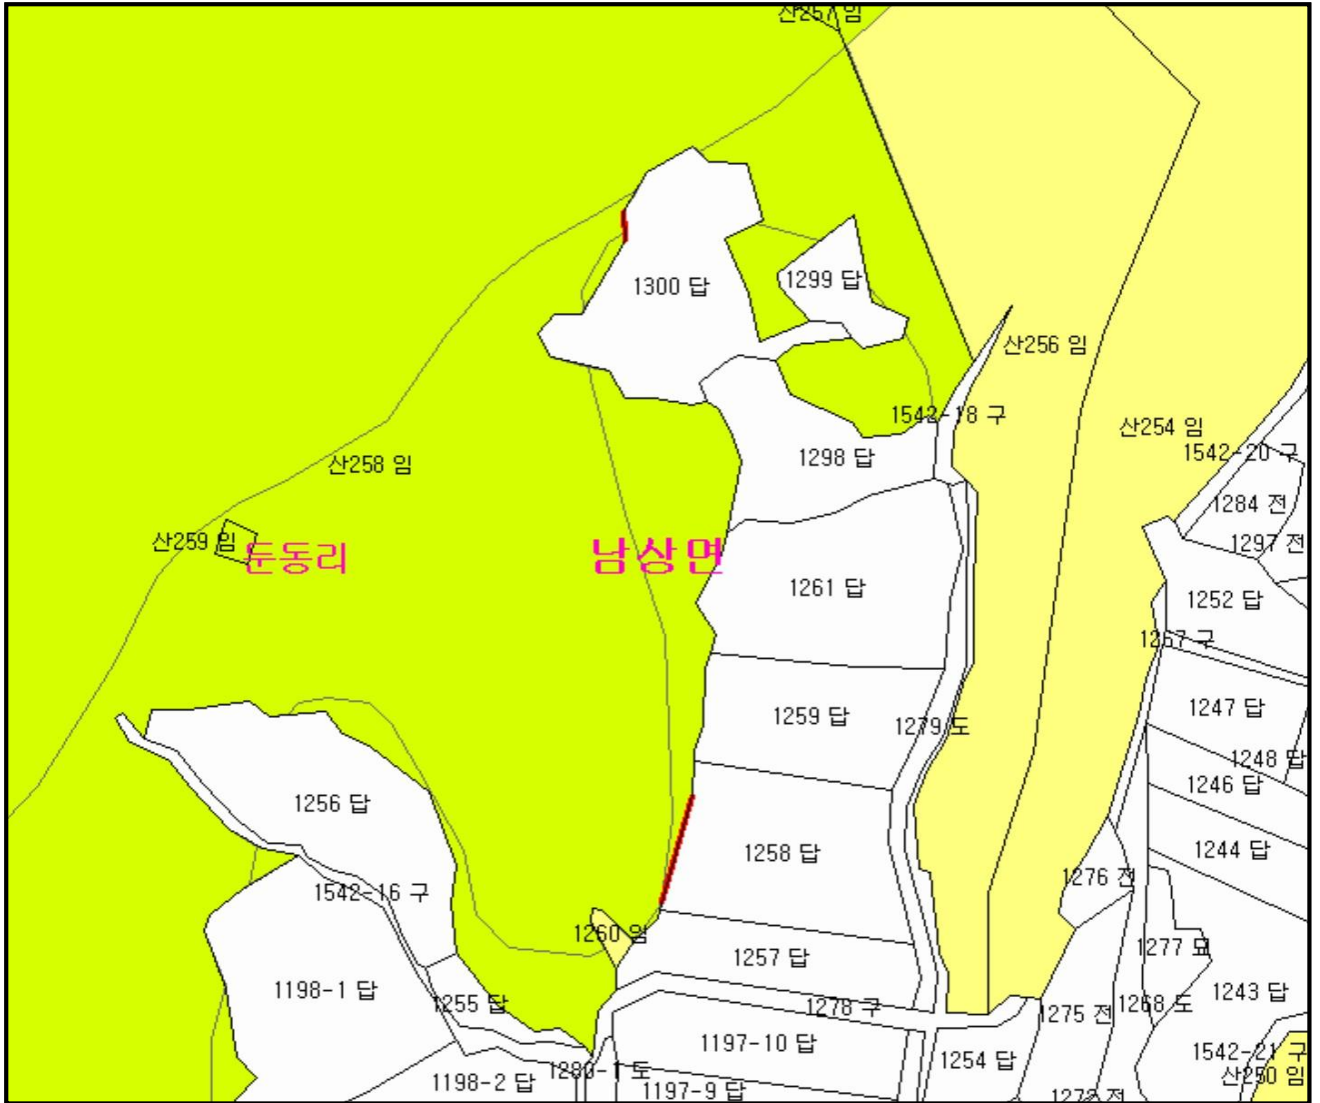 산257 임
1299 답
1300 답
산256 임
1542-18 구
산254 임
1542-20 구
1298 답
산258 임
1284 전
산259 임
둔동리
남상면
1297 전
1261 답
1252 답
1267 구
1259 답
1279 도
1247 답
1248 답
1246 답
1256 답
1258 답
1244 답
1276 전
1542-16 구
1260 임
1277 묘
1257 답
1198-1 답
1255 답
1278 구
1275 전
1268 도
1243 답
1197-10 답
1254 답
1542-21 구
1280-1 도
산250 임
1198-2 답
1197-9 답
1272 전